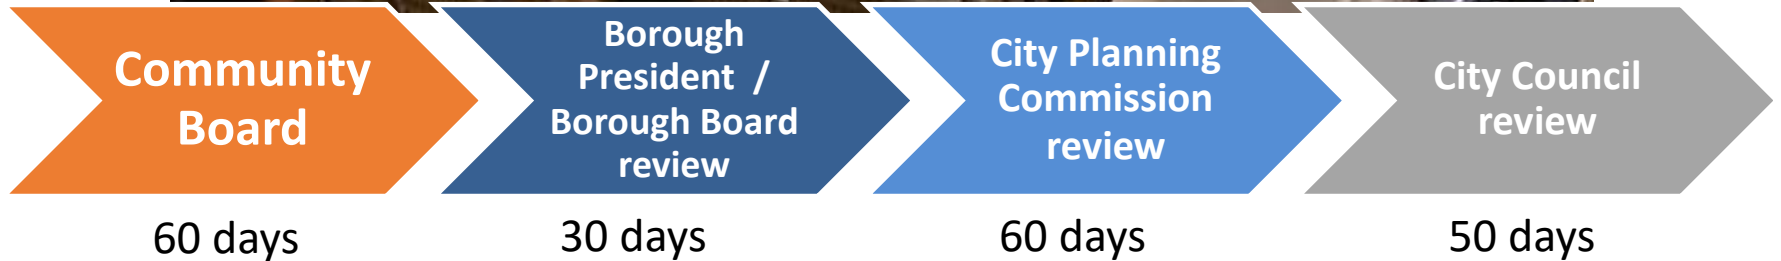 Community
Board
Borough
President /
Borough Board
review
City Planning
Commission
review
City Council
review
60 days
30 days
60 days
50 days